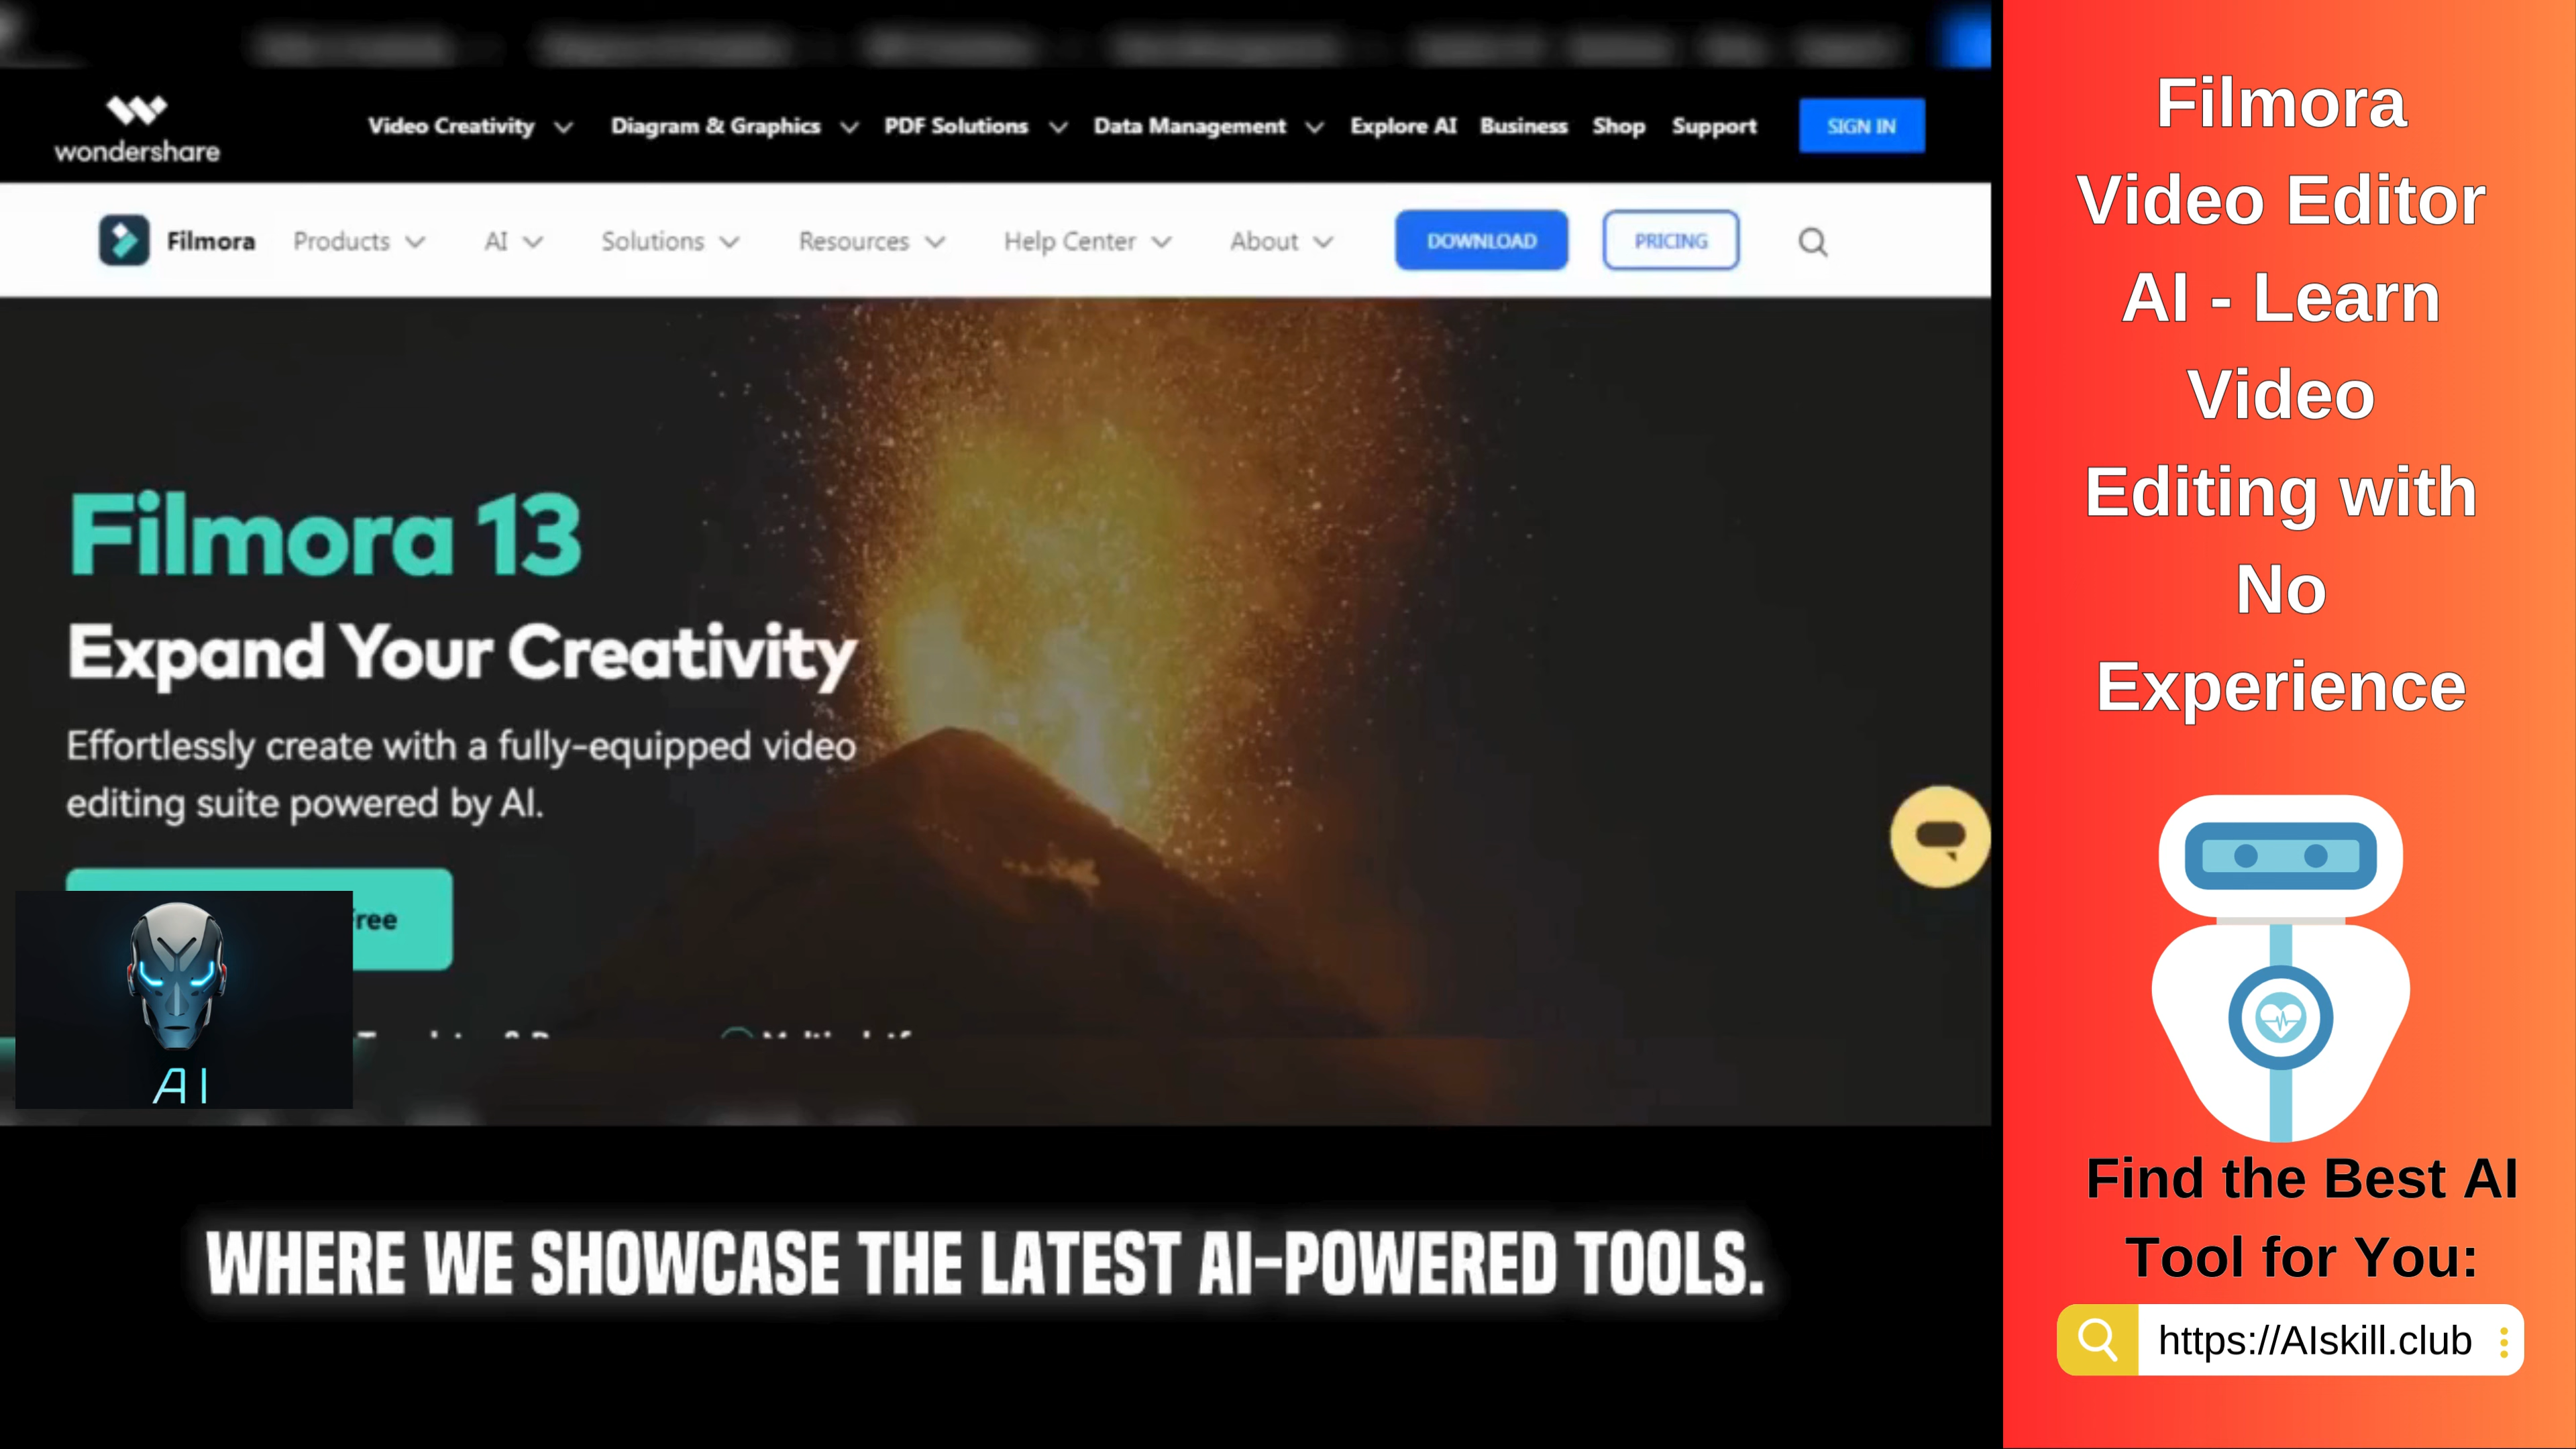 wondershare
Video Creativity Diagram & Graphics PDF Solutions Data Management Explore AI Business Shop Support SIGN IN
Filmora Products AI Solutions Resources Help Center About DOWNLOAD PRICING
Filmora 13
Expand Your Creativity
Effortlessly create with a fully-equipped video
editing suite powered by AI.
AI
WHERE WE SHOWCASE THE LATEST AI-POWERED TOOLS.
Filmora
Video Editor
AI - Learn
Video
Editing with
No
Experience
Find the Best AI
Tool for You:
https://AIskill.club